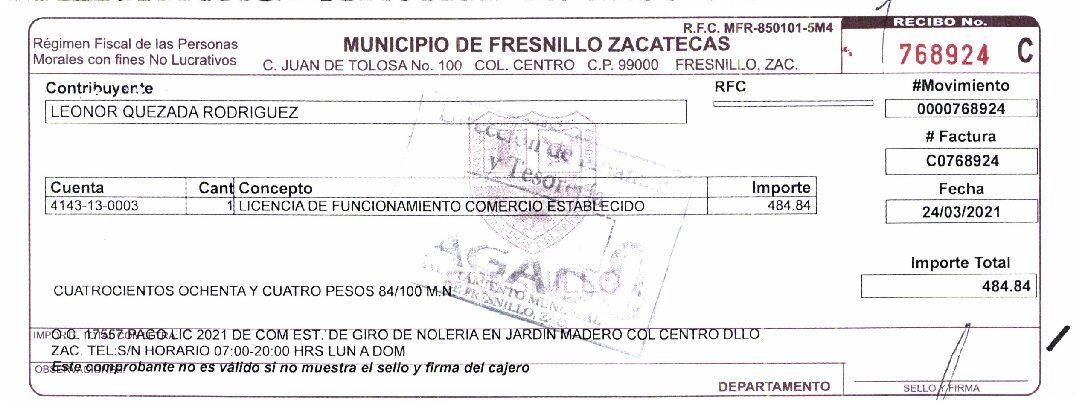 R.F.C. MFR-850101-5M4
RECIBO No.
Régimen Fiscal de las Personas
Morales con fines No Lucrativos
MUNICIPIO DE FRESNILLO ZACATECAS
C. JUAN DE TOLOSA No. 100 COL. CENTRO C.P. 99000 FRESNILLO, ZAC.
768924 C
Contribuyente
RFC
#Movimiento
LEONOR QUEZADA RODRIGUEZ
0000768924
# Factura
C0768924
Cuenta Cant Concepto Importe
Fecha
4143-13-0003 1 LICENCIA DE FUNCIONAMIENTO COMERCIO ESTABLECIDO 484.84
24/03/2021
Importe Total
484.84
CUATROCIENTOS OCHENTA Y CUATRO PESOS 84/100 M.N.
O.C. 17557 PAGO LIC 2021 DE COM EST. DE GIRO DE NOLERIA EN JARDIN MADERO COL CENTRO DLLO
ZAC. TEL:S/N HORARIO 07:00-20:00 HRS LUN A DOM
Este comprobante no es válido si no muestra el sello y firma del cajero
OBSERVACIONES
DEPARTAMENTO
SELLO Y FIRMA
y Tesorería